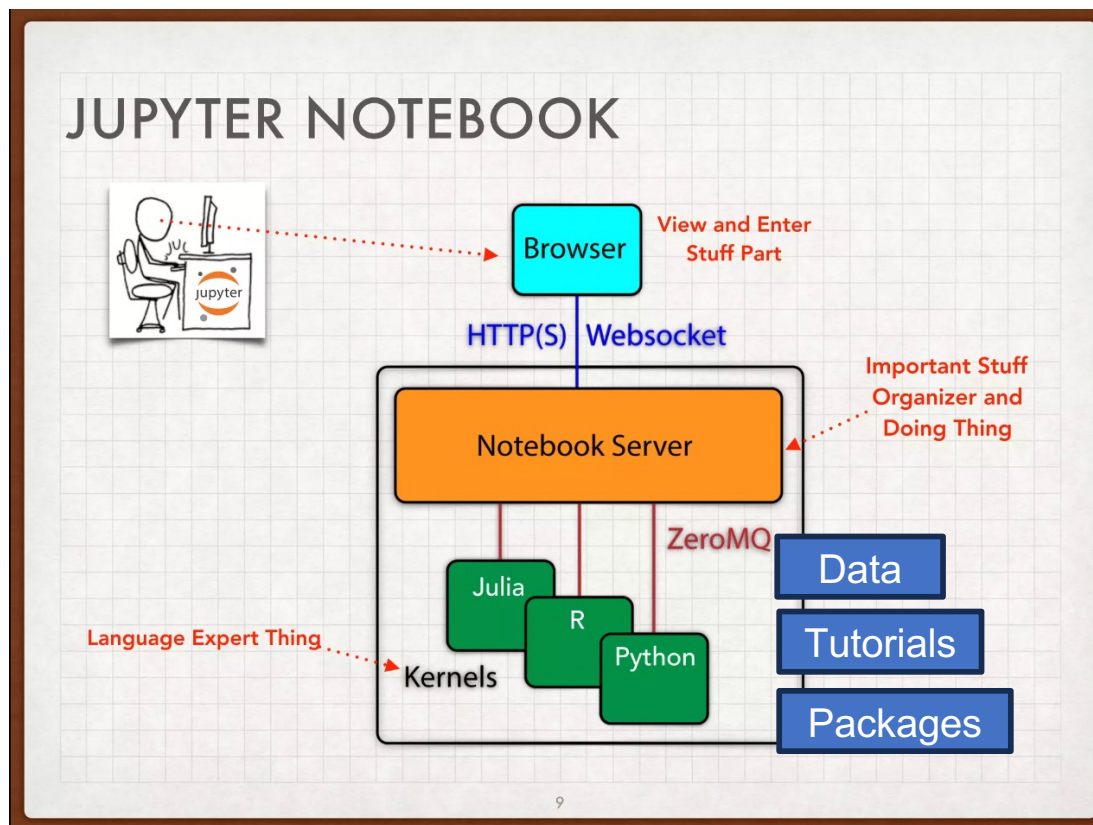 JUPYTER NOTEBOOK
jupyter
Browser
View and Enter
Stuff Part
HTTP(S)
Websocket
Important Stuff
Organizer and
Doing Thing
Notebook Server
ZeroMQ
Data
Julia
R
Tutorials
Language Expert Thing
Python
Kernels
Packages
9